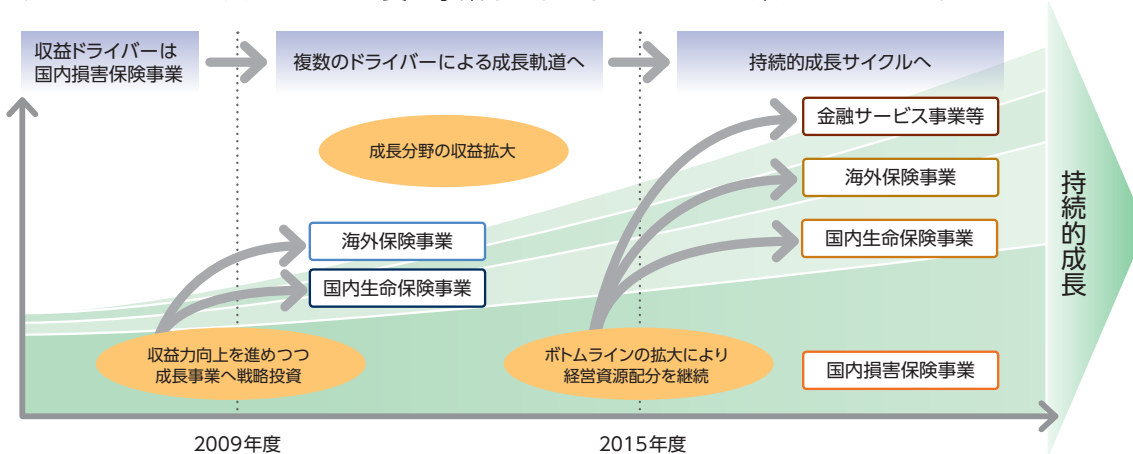 収益ドライバーは
国内損害保険事業
複数のドライバーによる成長軌道へ
持続的成長サイクルへ
金融サービス事業等
成長分野の収益拡大
海外保険事業
国内生命保険事業
海外保険事業
国内生命保険事業
持続的成長
収益力向上を進めつつ
成長事業へ戦略投資
ボトムラインの拡大により
経営資源配分を継続
国内損害保険事業
2009年度
2015年度